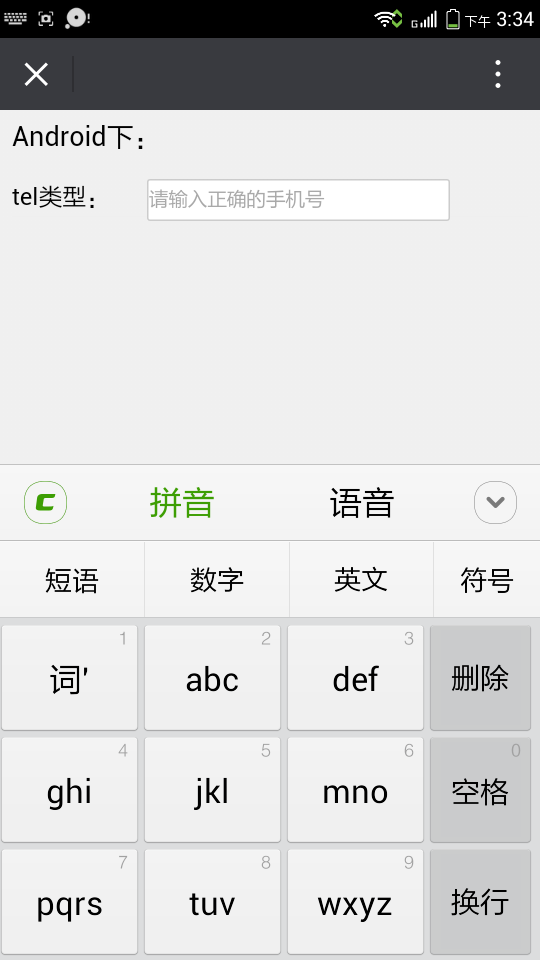 下午 3:34
Android下：
tel类型： 请输入正确的手机号
拼音 语音
短语 数字 英文 符号
1 2 3
词' abc def 删除
4 5 6 0
ghi jkl mno 空格
7 8 9
pqrs tuv wxyz 换行